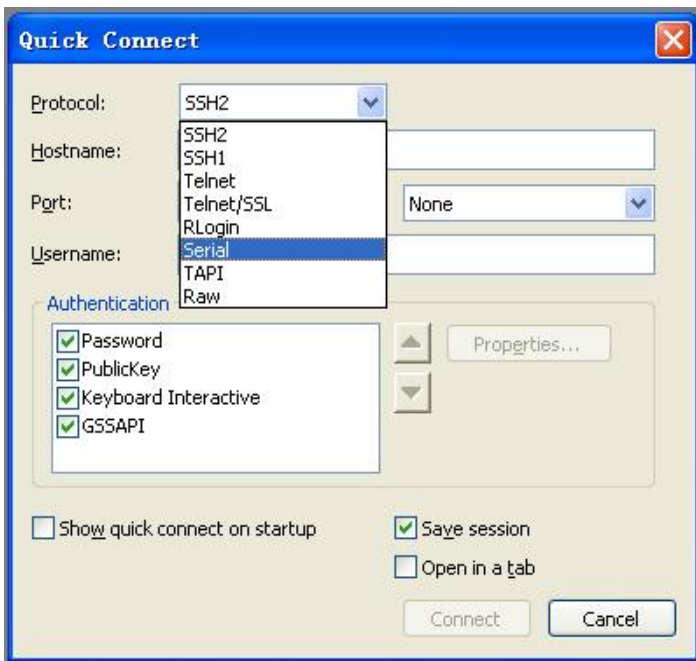 Quick Connect
Protocol: SSH2
SSH2
Hostname:
SSH1
Telnet
Port: Telnet/SSL None
RLogin
Username: Serial
TAPI
Raw
Authentication
Password
Properties...
PublicKey
Keyboard Interactive
GSSAPI
Show quick connect on startup Save session
Open in a tab
Connect Cancel